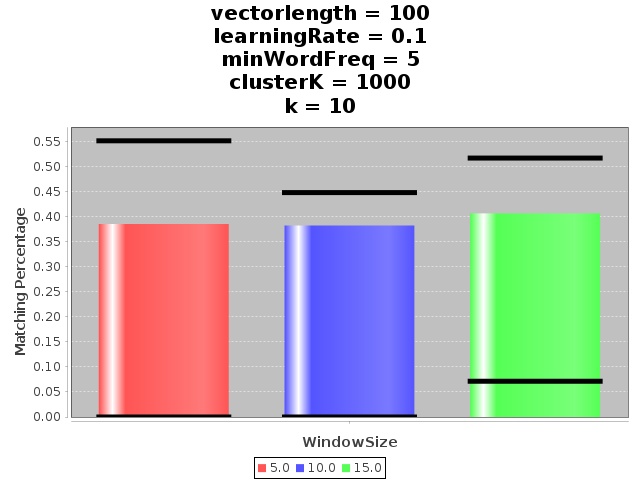 vectorlength = 100
learningRate = 0.1
minWordFreq = 5
clusterK = 1000
k = 10
Matching Percentage
0.55
0.50
0.45
0.40
0.35
0.30
0.25
0.20
0.15
0.10
0.05
0.00
WindowSize
5.0 10.0 15.0